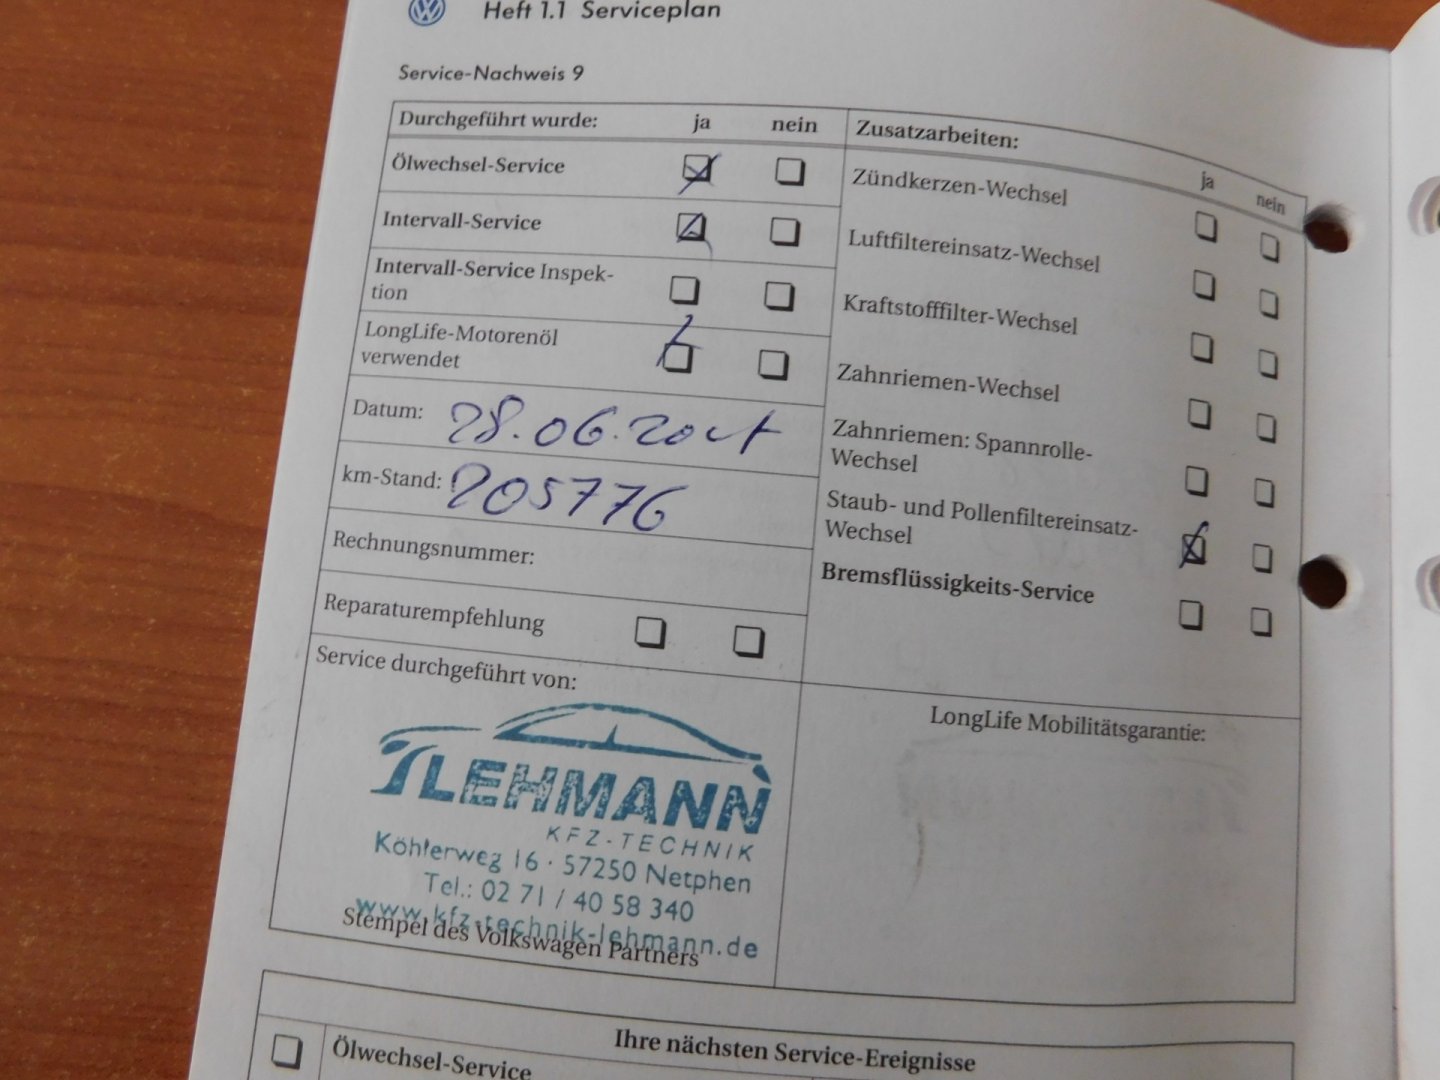 Heft 1.1 Serviceplan
Service-Nachweis 9
Durchgeführt wurde: ja nein
Ölwechsel-Service
Intervall-Service
Intervall-Service Inspek-
tion
LongLife-Motorenöl
verwendet
Datum: 28.06.20
km-Stand: 205776
Rechnungsnummer:
Reparaturempfehlung
Service durchgeführt von:
LEHMANN
KFZ-TECHNIK
Köhlerweg 16 · 57250 Netphen
Tel.: 02 71 / 40 58 340
www.kfz-technik-lehmann.de
Stempel des Volkswagen Partners
Zusatzarbeiten:
ja nein
Zündkerzen-Wechsel
Luftfiltereinsatz-Wechsel
Kraftstofffilter-Wechsel
Zahnriemen-Wechsel
Zahnriemen: Spannrolle-
Wechsel
Staub- und Pollenfiltereinsatz-
Wechsel
Bremsflüssigkeits-Service
LongLife Mobilitätsgarantie:
Ihre nächsten Service-Ereignisse
Ölwechsel-Service